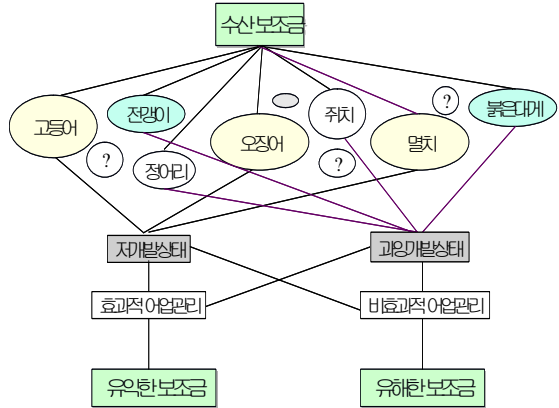 수산 보조금
고등어
전갱이
정어리
오징어
쥐치
멸치
붉은대게
?
?
?
저개발상태
과잉개발상태
효과적 어업관리
비효과적 어업관리
유익한 보조금
유해한 보조금